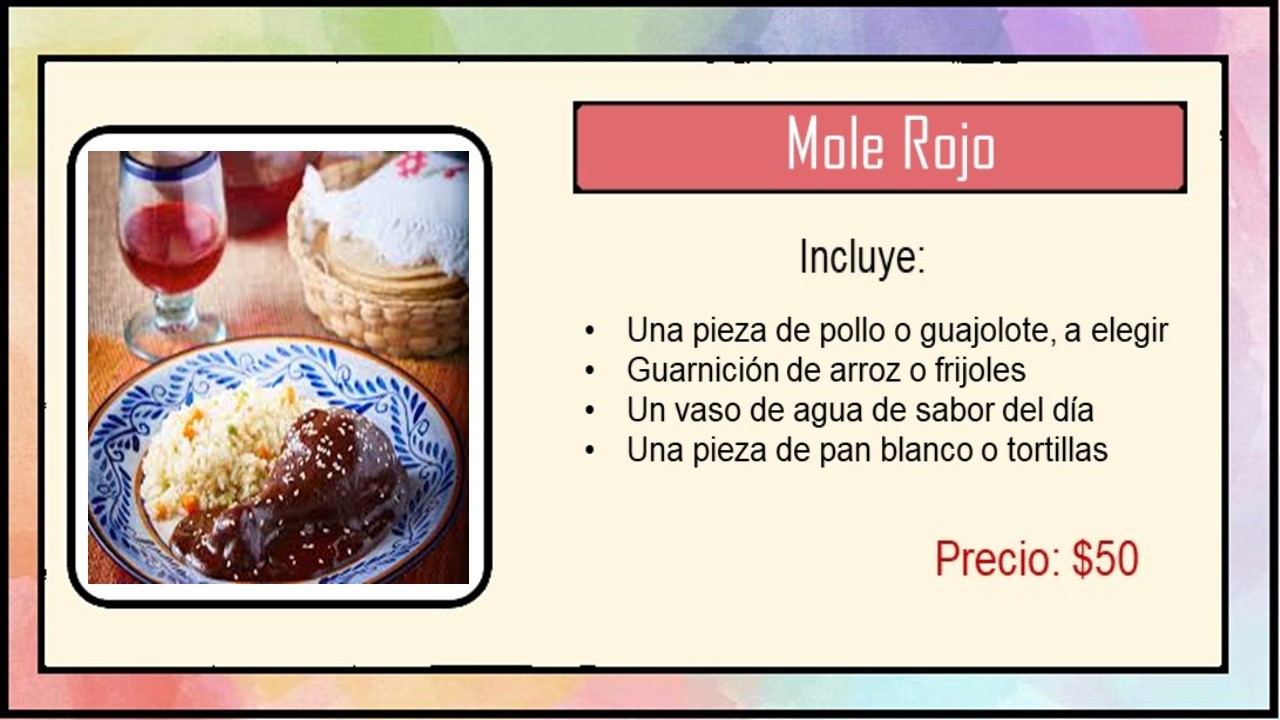 Mole Rojo
Incluye:
• Una pieza de pollo o guajolote, a elegir
• Guarnición de arroz o frijoles
• Un vaso de agua de sabor del día
• Una pieza de pan blanco o tortillas
Precio: $50